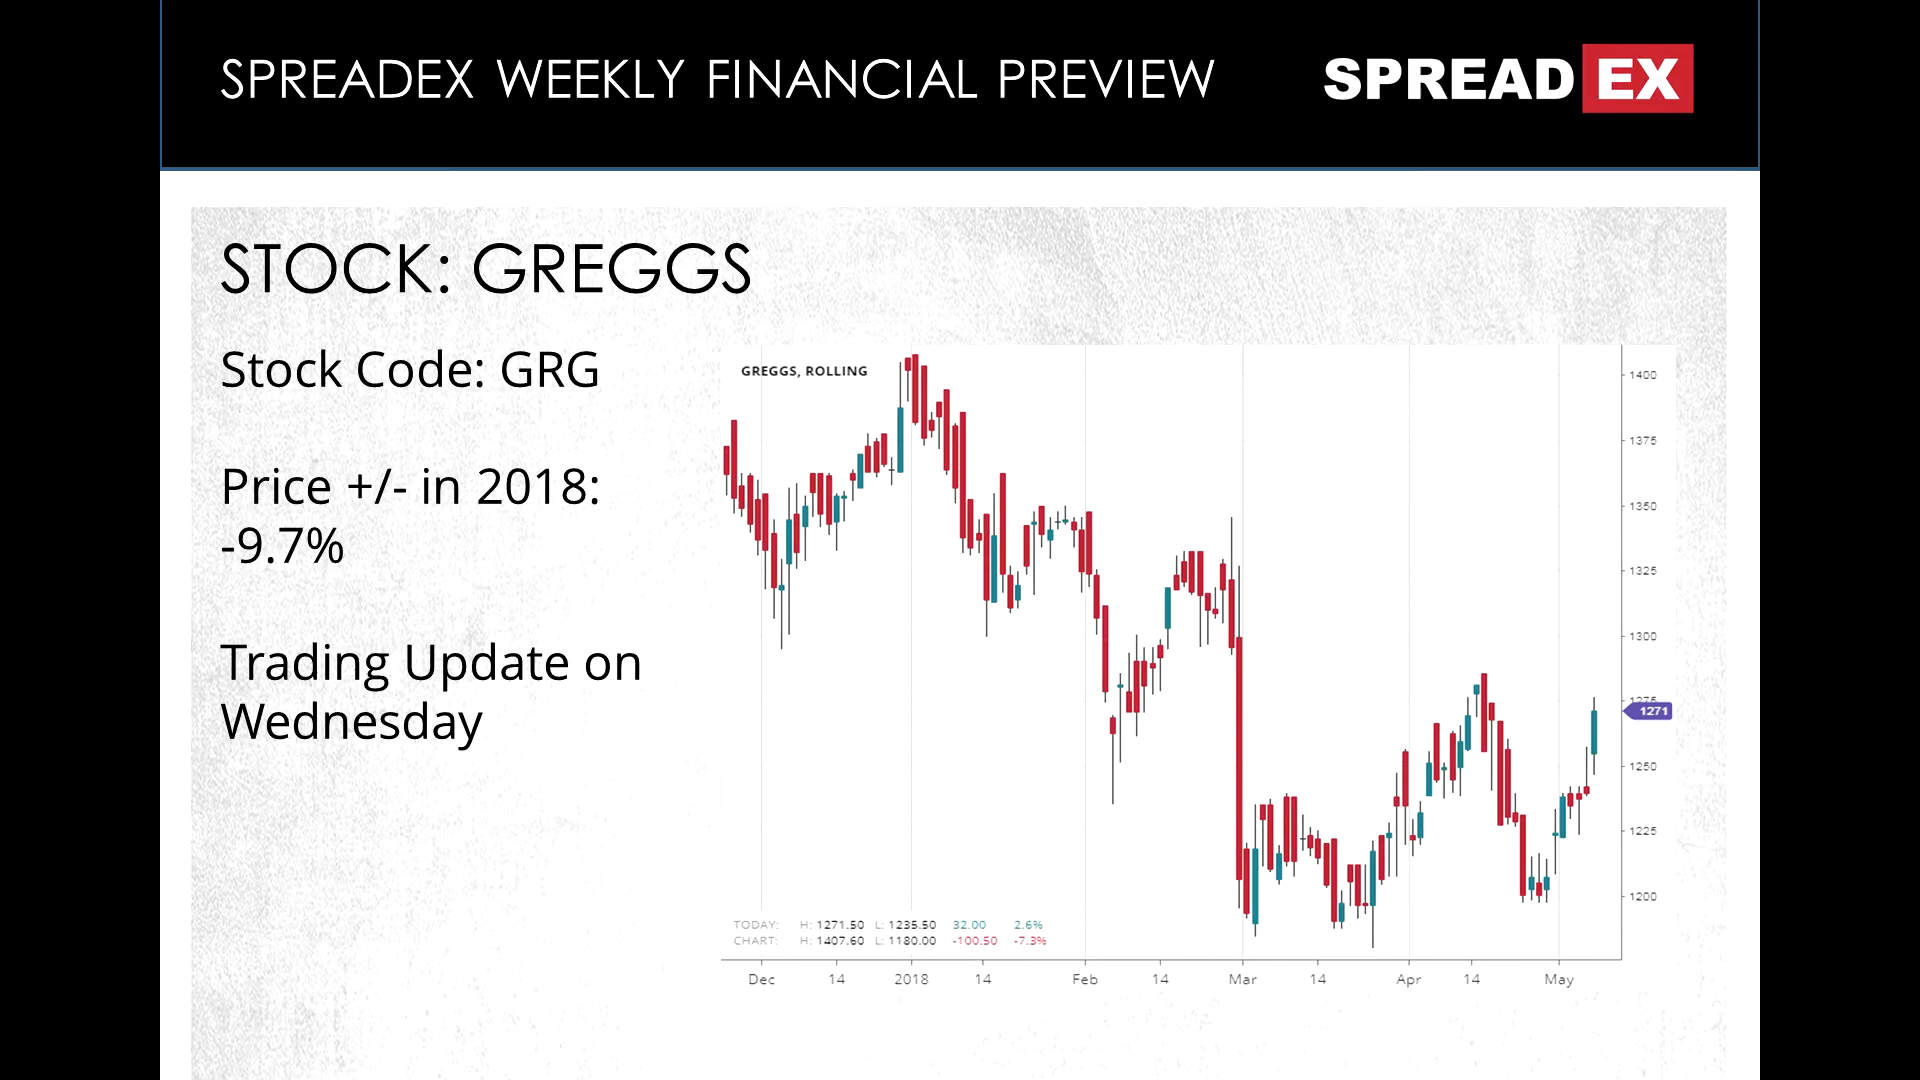 SPREADEX WEEKLY FINANCIAL PREVIEW
SPREADEX
STOCK: GREGGS
Stock Code: GRG
Price +/- in 2018:
-9.7%
Trading Update on
Wednesday
GREGGS, ROLLING
1400
1375
1350
1325
1300
1275
1271
1250
1225
1200
TODAY: H: 1271.50 L: 1235.50 32.00 2.6%
CHART: H: 1407.60 L: 1180.00 -100.50 -7.3%
Dec 14 2018 14 Feb 14 Mar 14 Apr 14 May